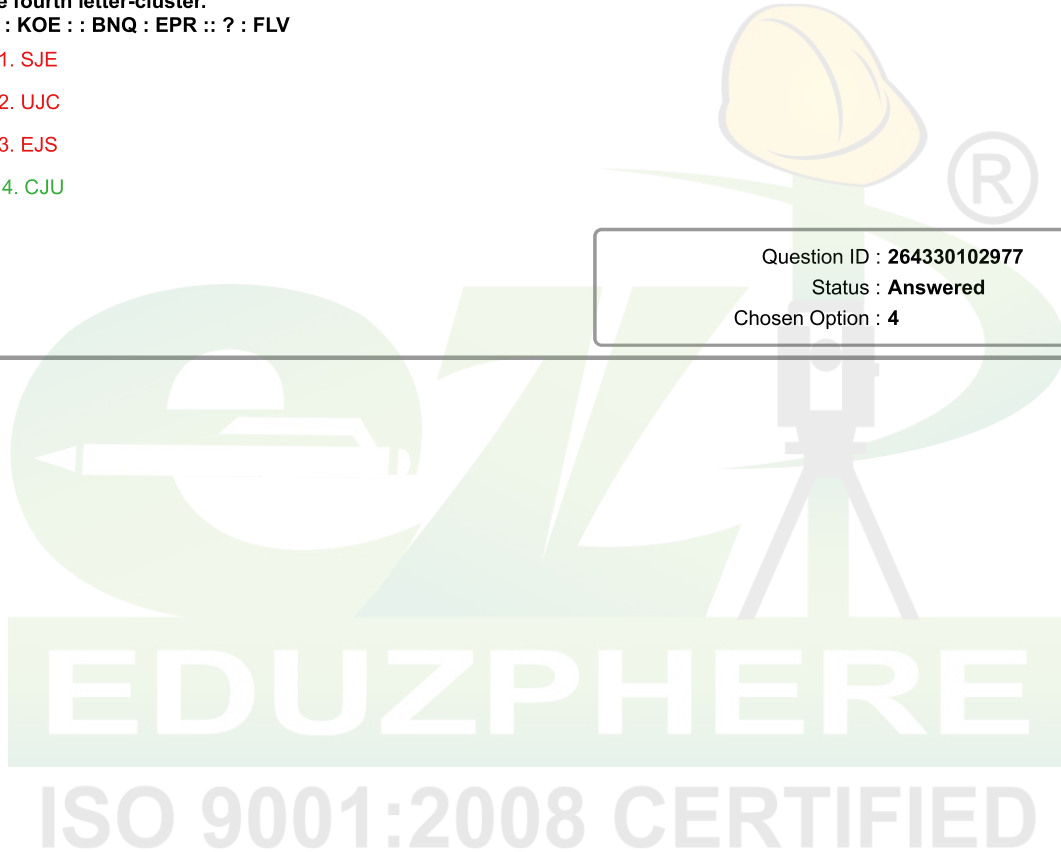 fourth letter-cluster.
: KOE : : BNQ : EPR :: ? : FLV
1. SJE
2. UJC
3. EJS
4. CJU
Question ID : 264330102977
Status : Answered
Chosen Option : 4
®
ez
EDUZPHERE
ISO 9001:2008 CERTIFIED